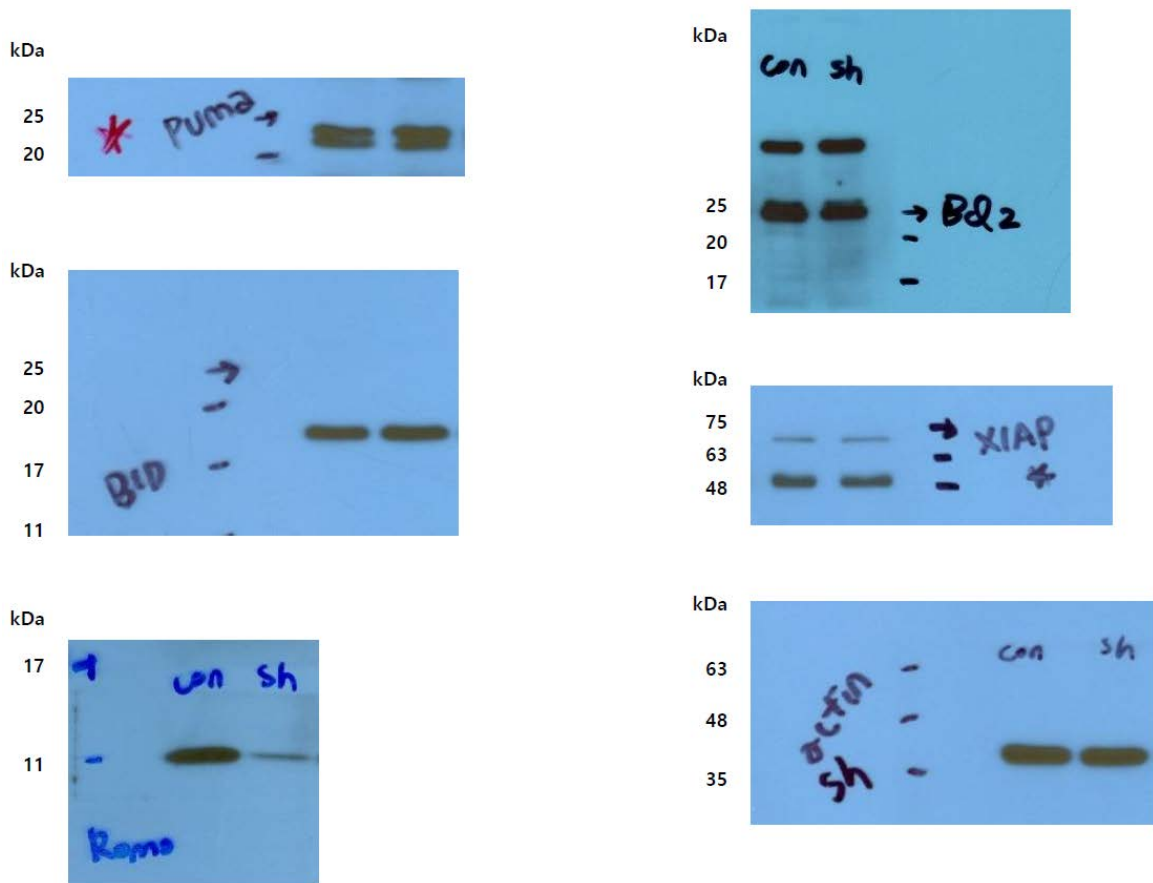 kDa
25
20
Puma
kDa
25
20
17
11
BID
kDa
17
11
con sh
Romo
kDa
con sh
25
20
17
Bcl2
kDa
75
63
48
XIAP
kDa
63
48
35
con sh
actin
sh